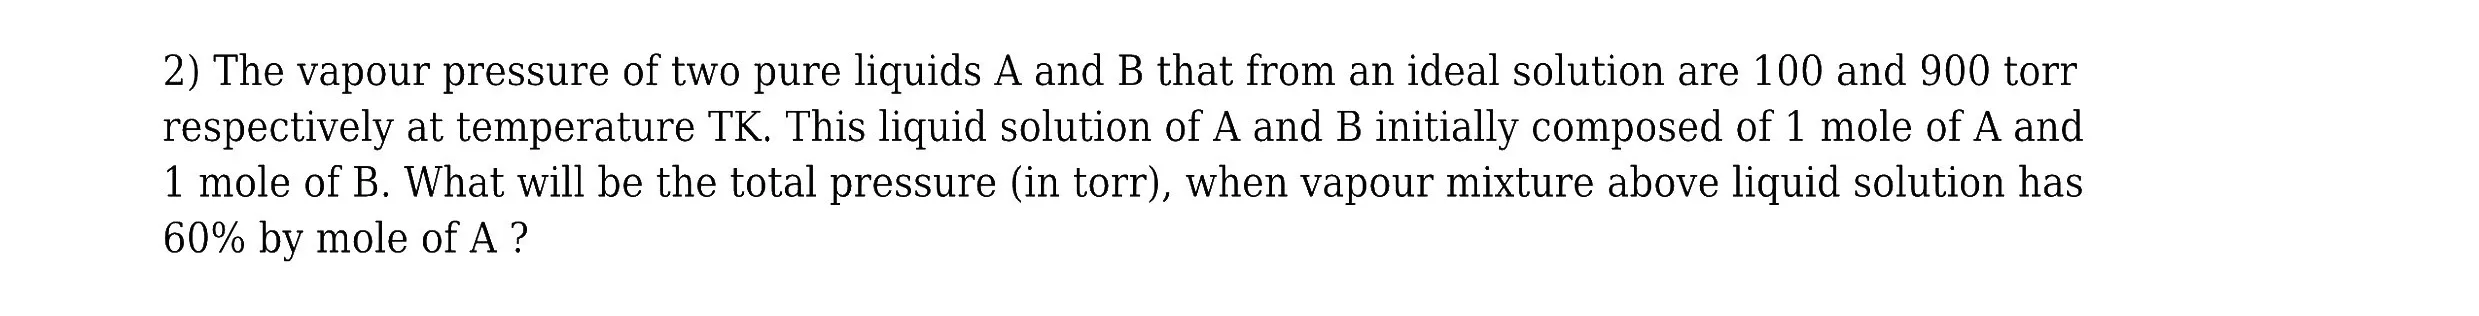 2) The vapour pressure of two pure liquids A and B that from an ideal solution are 100 and 900 torr
respectively at temperature TK. This liquid solution of A and B initially composed of 1 mole of A and
1 mole of B. What will be the total pressure (in torr), when vapour mixture above liquid solution has
60% by mole of A ?